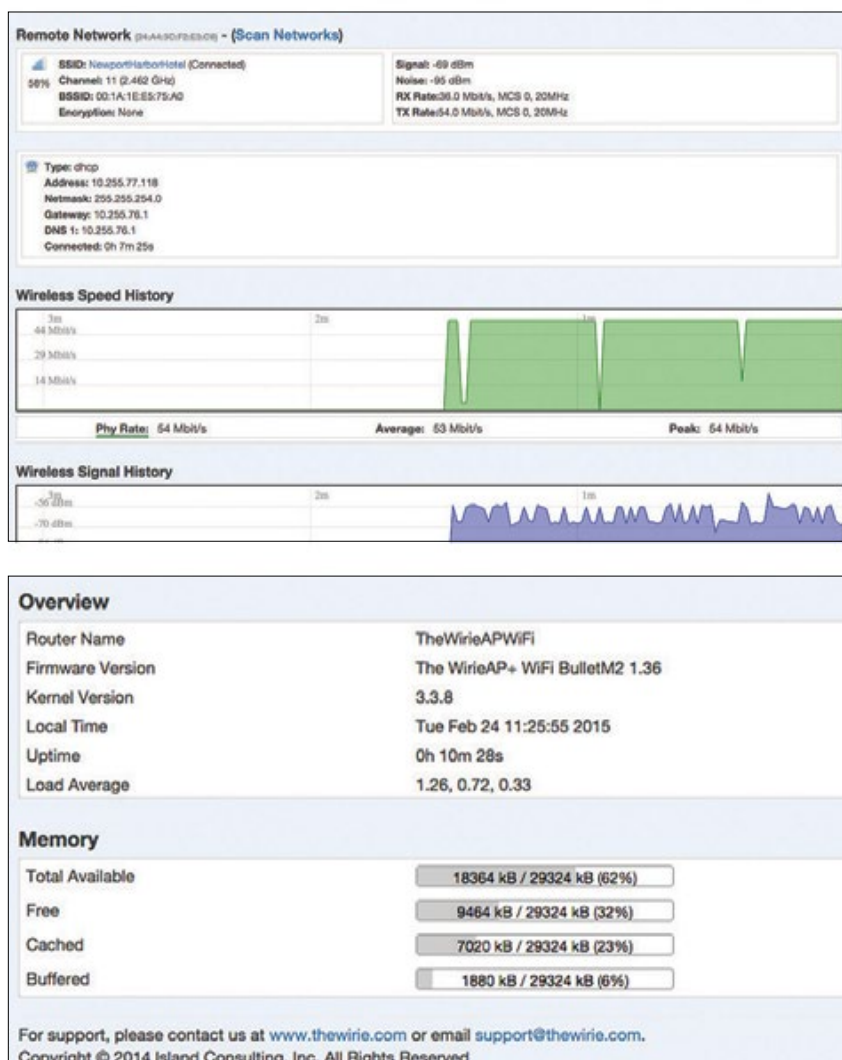 Remote Network - (Scan Networks)
SSID: NewportHarborHotel (Connected)
56% Channel: 11 (2.462 GHz)
BSSID: 00:1A:1E:E5:75:A0
Encryption: None
Signal: -69 dBm
Noise: -95 dBm
RX Rate:36.0 Mbit/s, MCS 0, 20MHz
TX Rate:54.0 Mbit/s, MCS 0, 20MHz
Type: dhcp
Address: 10.255.77.118
Netmask: 255.255.254.0
Gateway: 10.255.76.1
DNS 1: 10.255.76.1
Connected: 0h 7m 25s
Wireless Speed History
3m 2m 1m
44 Mbit/s
29 Mbit/s
14 Mbit/s
Phy Rate: 54 Mbit/s Average: 53 Mbit/s Peak: 54 Mbit/s
Wireless Signal History
3m 2m 1m
-56 dBm
-70 dBm
Overview
Router Name TheWirieAPWiFi
Firmware Version The WirieAP+ WiFi BulletM2 1.36
Kernel Version 3.3.8
Local Time Tue Feb 24 11:25:55 2015
Uptime 0h 10m 28s
Load Average 1.26, 0.72, 0.33
Memory
Total Available 18364 kB / 29324 kB (62%)
Free 9464 kB / 29324 kB (32%)
Cached 7020 kB / 29324 kB (23%)
Buffered 1880 kB / 29324 kB (6%)
For support, please contact us at www.thewirie.com or email support@thewirie.com.
Copyright © 2014 Island Consulting, Inc. All Rights Reserved